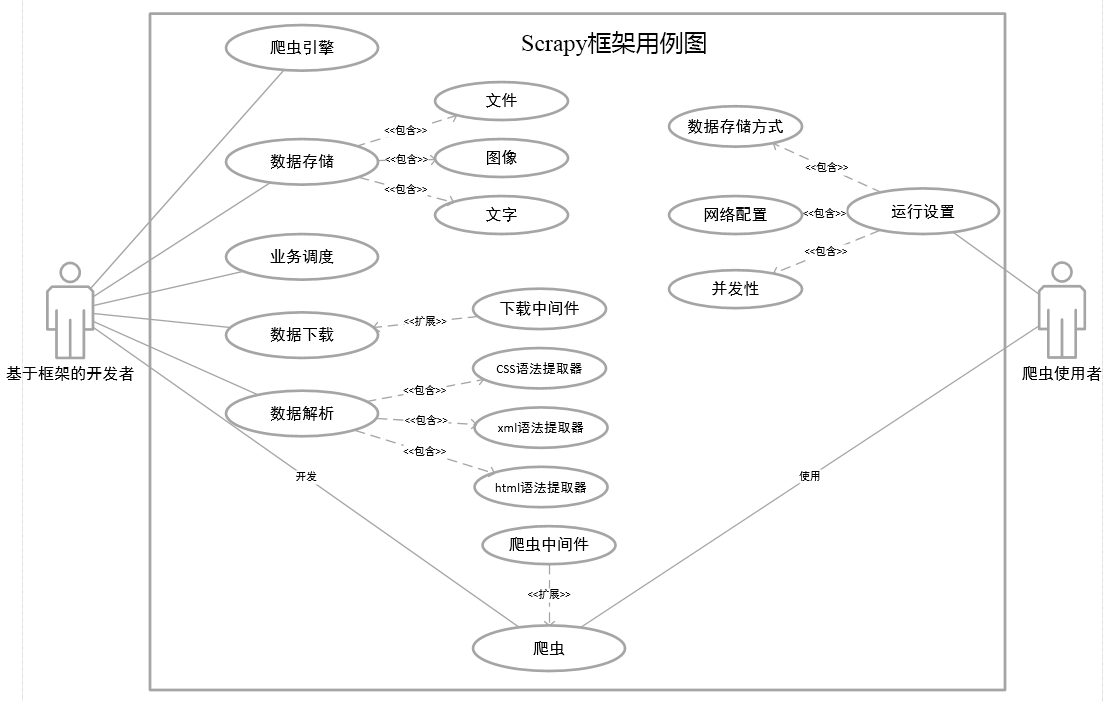 Scrapy框架用例图
爬虫引擎
文件
<<包含>>
数据存储
<<包含>>
图像
<<包含>>
文字
数据存储方式
<<包含>>
网络配置
<<包含>>
运行设置
<<包含>>
并发性
业务调度
数据下载
<<扩展>>
下载中间件
基于框架的开发者
爬虫使用者
CSS语法提取器
<<包含>>
数据解析
<<包含>>
xml语法提取器
<<包含>>
html语法提取器
开发
使用
爬虫中间件
<<扩展>>
爬虫